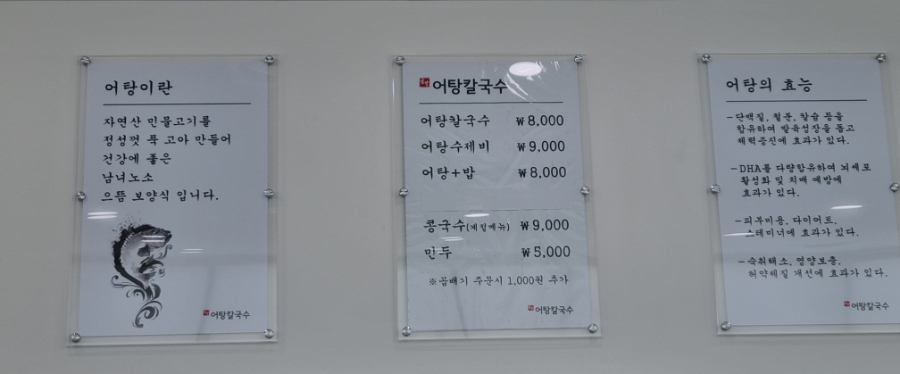 어탕이란
자연산 민물고기를
정성껏 푹 고아 만들어
건강에 좋은
남녀노소
으뜸 보양식 입니다.
어탕칼국수
어탕칼국수
어탕칼국수 ₩8,000
어탕수제비 ₩9,000
어탕+밥 ₩8,000
콩국수(계절메뉴) ₩9,000
만두 ₩5,000
※곱빼기 주문시 1,000원 추가
어탕칼국수
어탕의 효능
-단백질, 철분, 칼슘 등을
함유하여 발육성장을 돕고
체력증진에 효과가 있다.
-DHA를 다량함유하여 뇌세포
활성화 및 치매 예방에
효과가 있다.
-피부미용, 다이어트,
스테미너에 효과가 있다.
-숙취해소, 영양보충,
허약체질 개선에 효과가 있다.
어탕칼국수